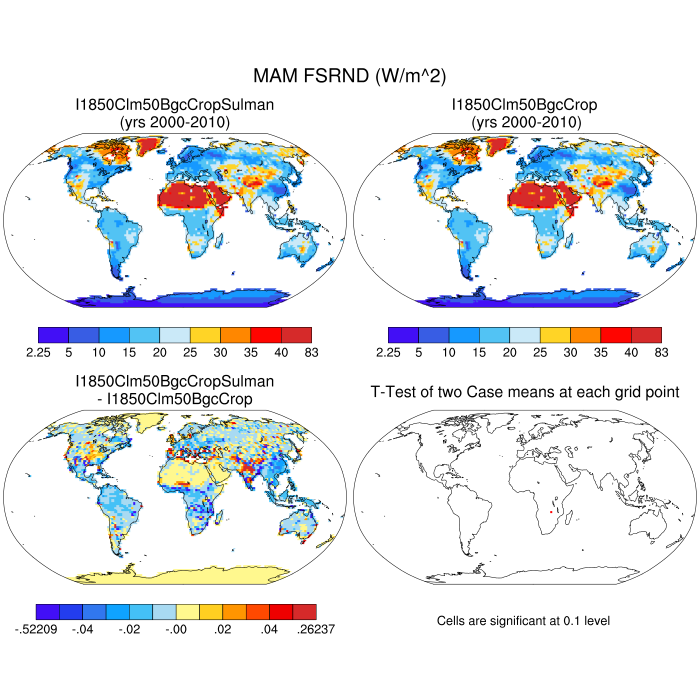 MAM FSRND (W/m^2)
I1850Clm50BgcCropSulman
(yrs 2000-2010)
I1850Clm50BgcCrop
(yrs 2000-2010)
2.25 5 10 15 20 25 30 35 40 83
2.25 5 10 15 20 25 30 35 40 83
I1850Clm50BgcCropSulman
- I1850Clm50BgcCrop
T-Test of two Case means at each grid point
-.52209 -.04 -.02 -.00 .02 .04 .26237
Cells are significant at 0.1 level